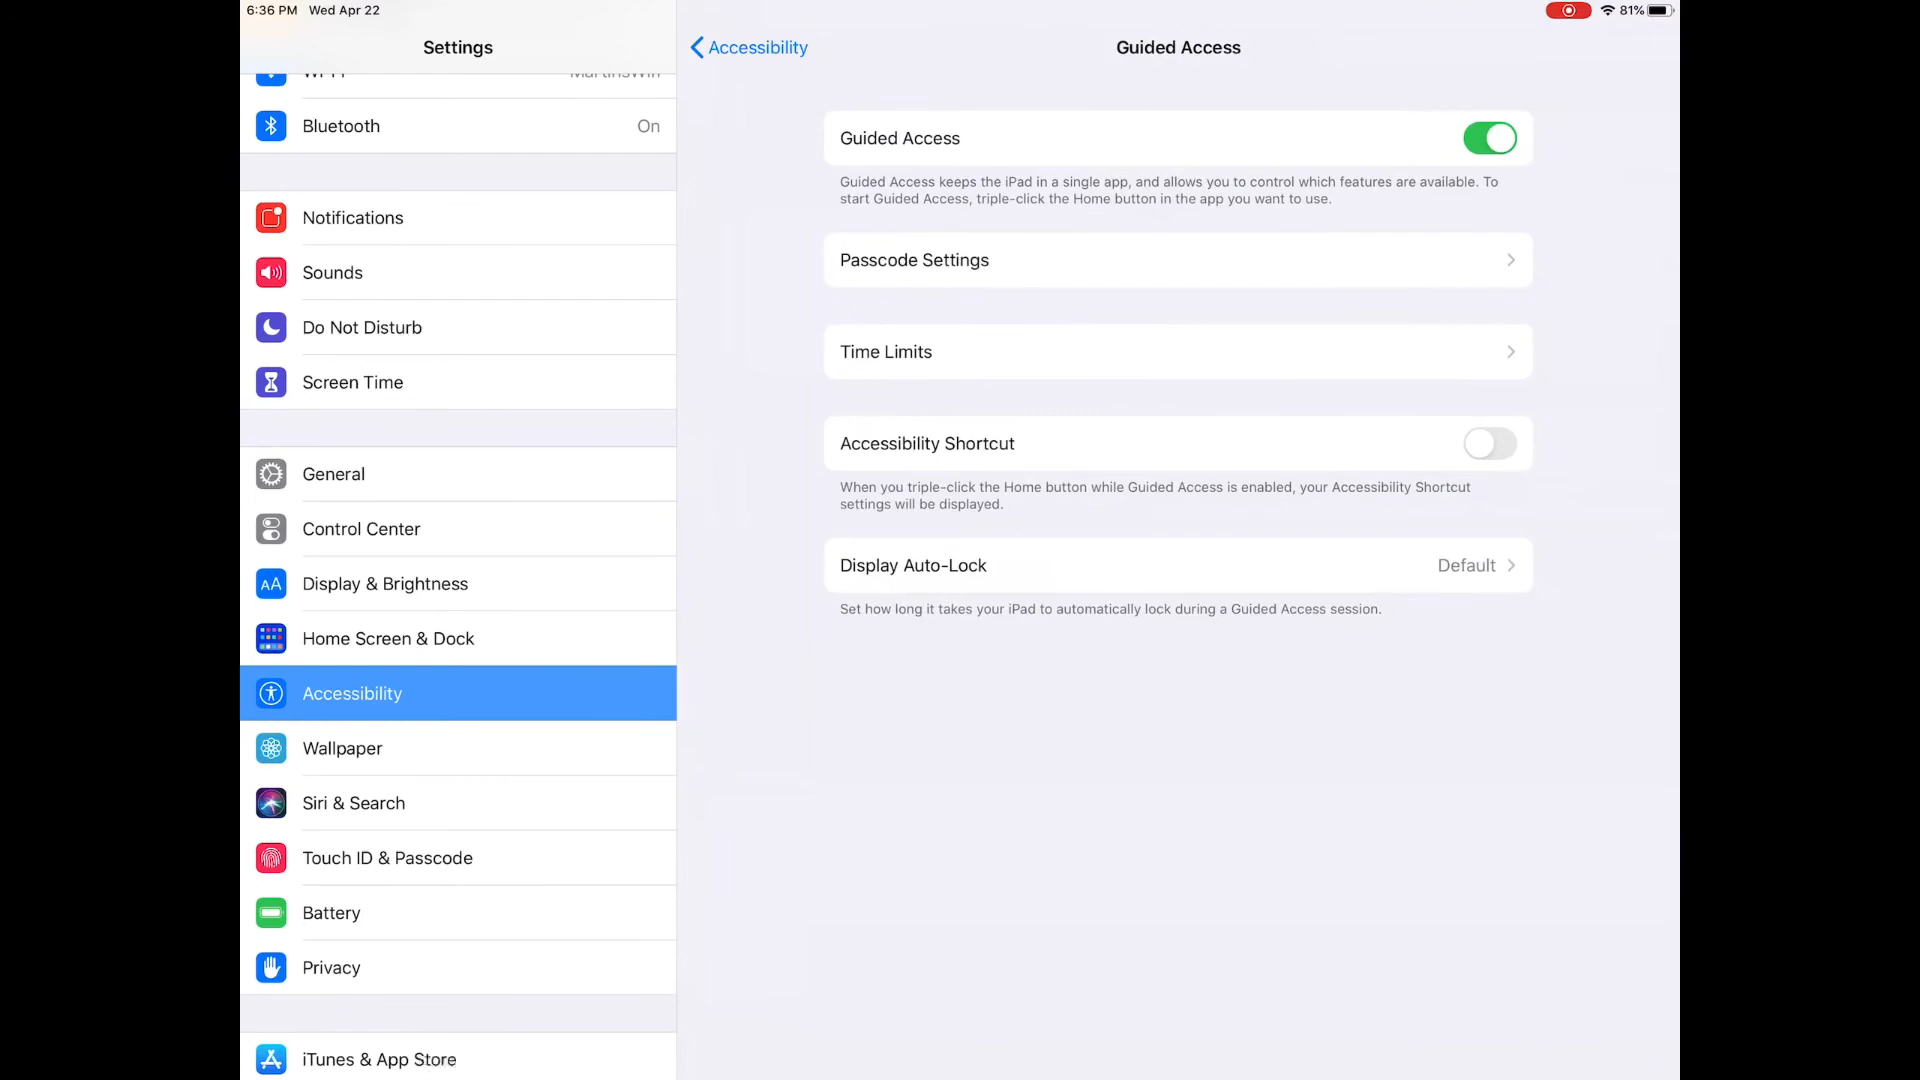 6:36 PM Wed Apr 22
81%
Settings
Bluetooth On
Notifications
Sounds
Do Not Disturb
Screen Time
General
Control Center
AA Display & Brightness
Home Screen & Dock
Accessibility
Wallpaper
Siri & Search
Touch ID & Passcode
Battery
Privacy
iTunes & App Store
Accessibility
Guided Access
Guided Access
Guided Access keeps the iPad in a single app, and allows you to control which features are available. To
start Guided Access, triple-click the Home button in the app you want to use.
Passcode Settings
Time Limits
Accessibility Shortcut
When you triple-click the Home button while Guided Access is enabled, your Accessibility Shortcut
settings will be displayed.
Display Auto-Lock Default
Set how long it takes your iPad to automatically lock during a Guided Access session.